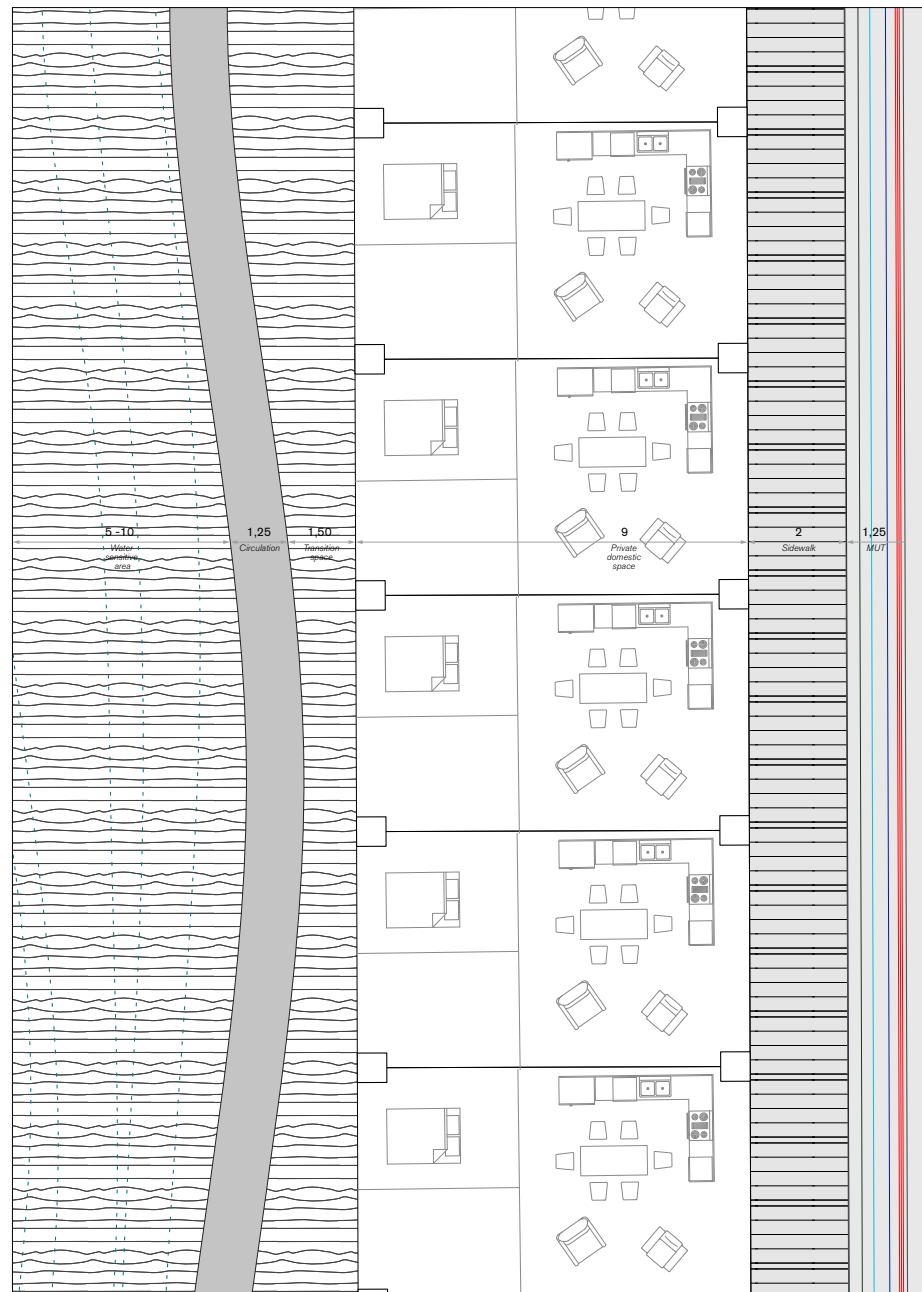 5 -10
Water
sensitive
area
1,25
Circulation
1,50
Transition
space
9
Private
domestic
space
2
Sidewalk
1,25
MUT